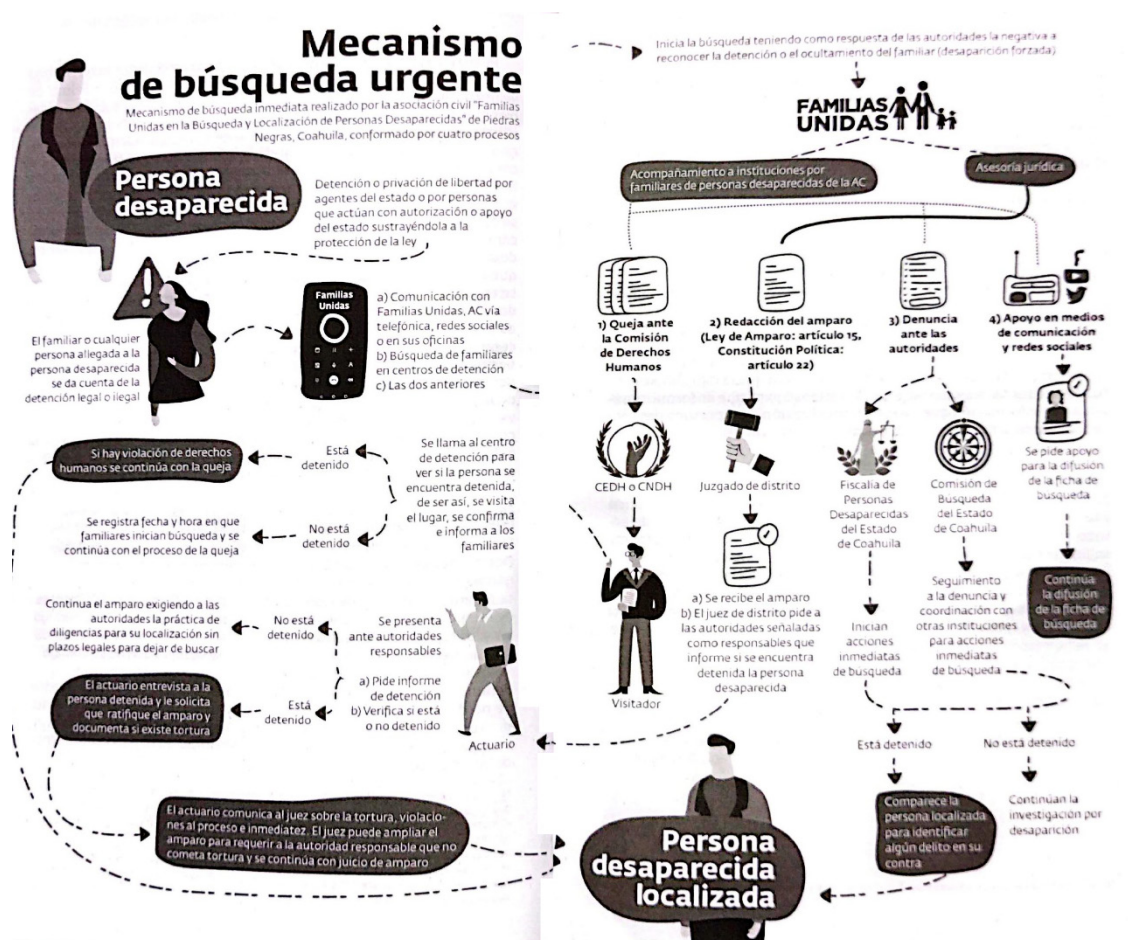 Mecanismo
de búsqueda urgente
Mecanismo de búsqueda inmediata realizado por la asociación civil "Familias
Unidas en la Búsqueda y Localización de Personas Desaparecidas" de Piedras
Negras, Coahuila, conformado por cuatro procesos
Persona
desaparecida
Detención o privación de libertad por
agentes del estado o por personas
que actúan con autorización o apoyo
del estado sustrayéndola a la
protección de la ley
El familiar o cualquier
persona allegada a la
persona desaparecida
se da cuenta de la
detención legal o ilegal
Familias
Unidas
a) Comunicación con
Familias Unidas, AC vía
telefónica, redes sociales
o en sus oficinas
b) Búsqueda de familiares
en centros de detención
c) Las dos anteriores
Inicia la búsqueda teniendo como respuesta de las autoridades la negativa a
reconocer la detención o el ocultamiento del familiar (desaparición forzada)
FAMILIAS
UNIDAS
Acompañamiento a instituciones por
familiares de personas desaparecidas de la AC
Asesoría jurídica
1) Queja ante
la Comisión
de Derechos
Humanos
2) Redacción del amparo
(Ley de Amparo: artículo 15,
Constitución Política:
artículo 22)
3) Denuncia
ante las
autoridades
4) Apoyo en medios
de comunicación
y redes sociales
CEDH o CNDH
Juzgado de distrito
Fiscalía de
Personas
Desaparecidas
del Estado
de Coahuila
Comisión de
Búsqueda
del Estado
de Coahuila
Se pide apoyo
para la difusión
de la ficha de
búsqueda
Visitador
a) Se recibe el amparo
b) El juez de distrito pide a
las autoridades señaladas
como responsables que
informe si se encuentra
detenida la persona
desaparecida
Inician
acciones
inmediatas
de búsqueda
Seguimiento
a la denuncia y
coordinación con
otras instituciones
para acciones
inmediatas
de búsqueda
Continúa
la difusión
de la ficha de
búsqueda
Se llama al centro
de detención para
ver si la persona se
encuentra detenida,
de ser así, se visita
el lugar, se confirma
e informa a los
familiares
Está
detenido
Si hay violación de derechos
humanos se continúa con la queja
No está
detenido
Se registra fecha y hora en que
familiares inician búsqueda y se
continúa con el proceso de la queja
Actuario
Se presenta
ante autoridades
responsables
a) Pide informe
de detención
b) Verifica si está
o no detenido
No está
detenido
Continua el amparo exigiendo a las
autoridades la práctica de
diligencias para su localización sin
plazos legales para dejar de buscar
Está
detenido
El actuario entrevista a la
persona detenida y le solicita
que ratifique el amparo y
documenta si existe tortura
El actuario comunica al juez sobre la tortura, violacio-
nes al proceso e inmediatez. El juez puede ampliar el
amparo para requerir a la autoridad responsable que no
cometa tortura y se continúa con juicio de amparo
Está detenido
No está detenido
Comparece la
persona localizada
para identificar
algún delito en su
contra
Continúan la
investigación por
desaparición
Persona
desaparecida
localizada